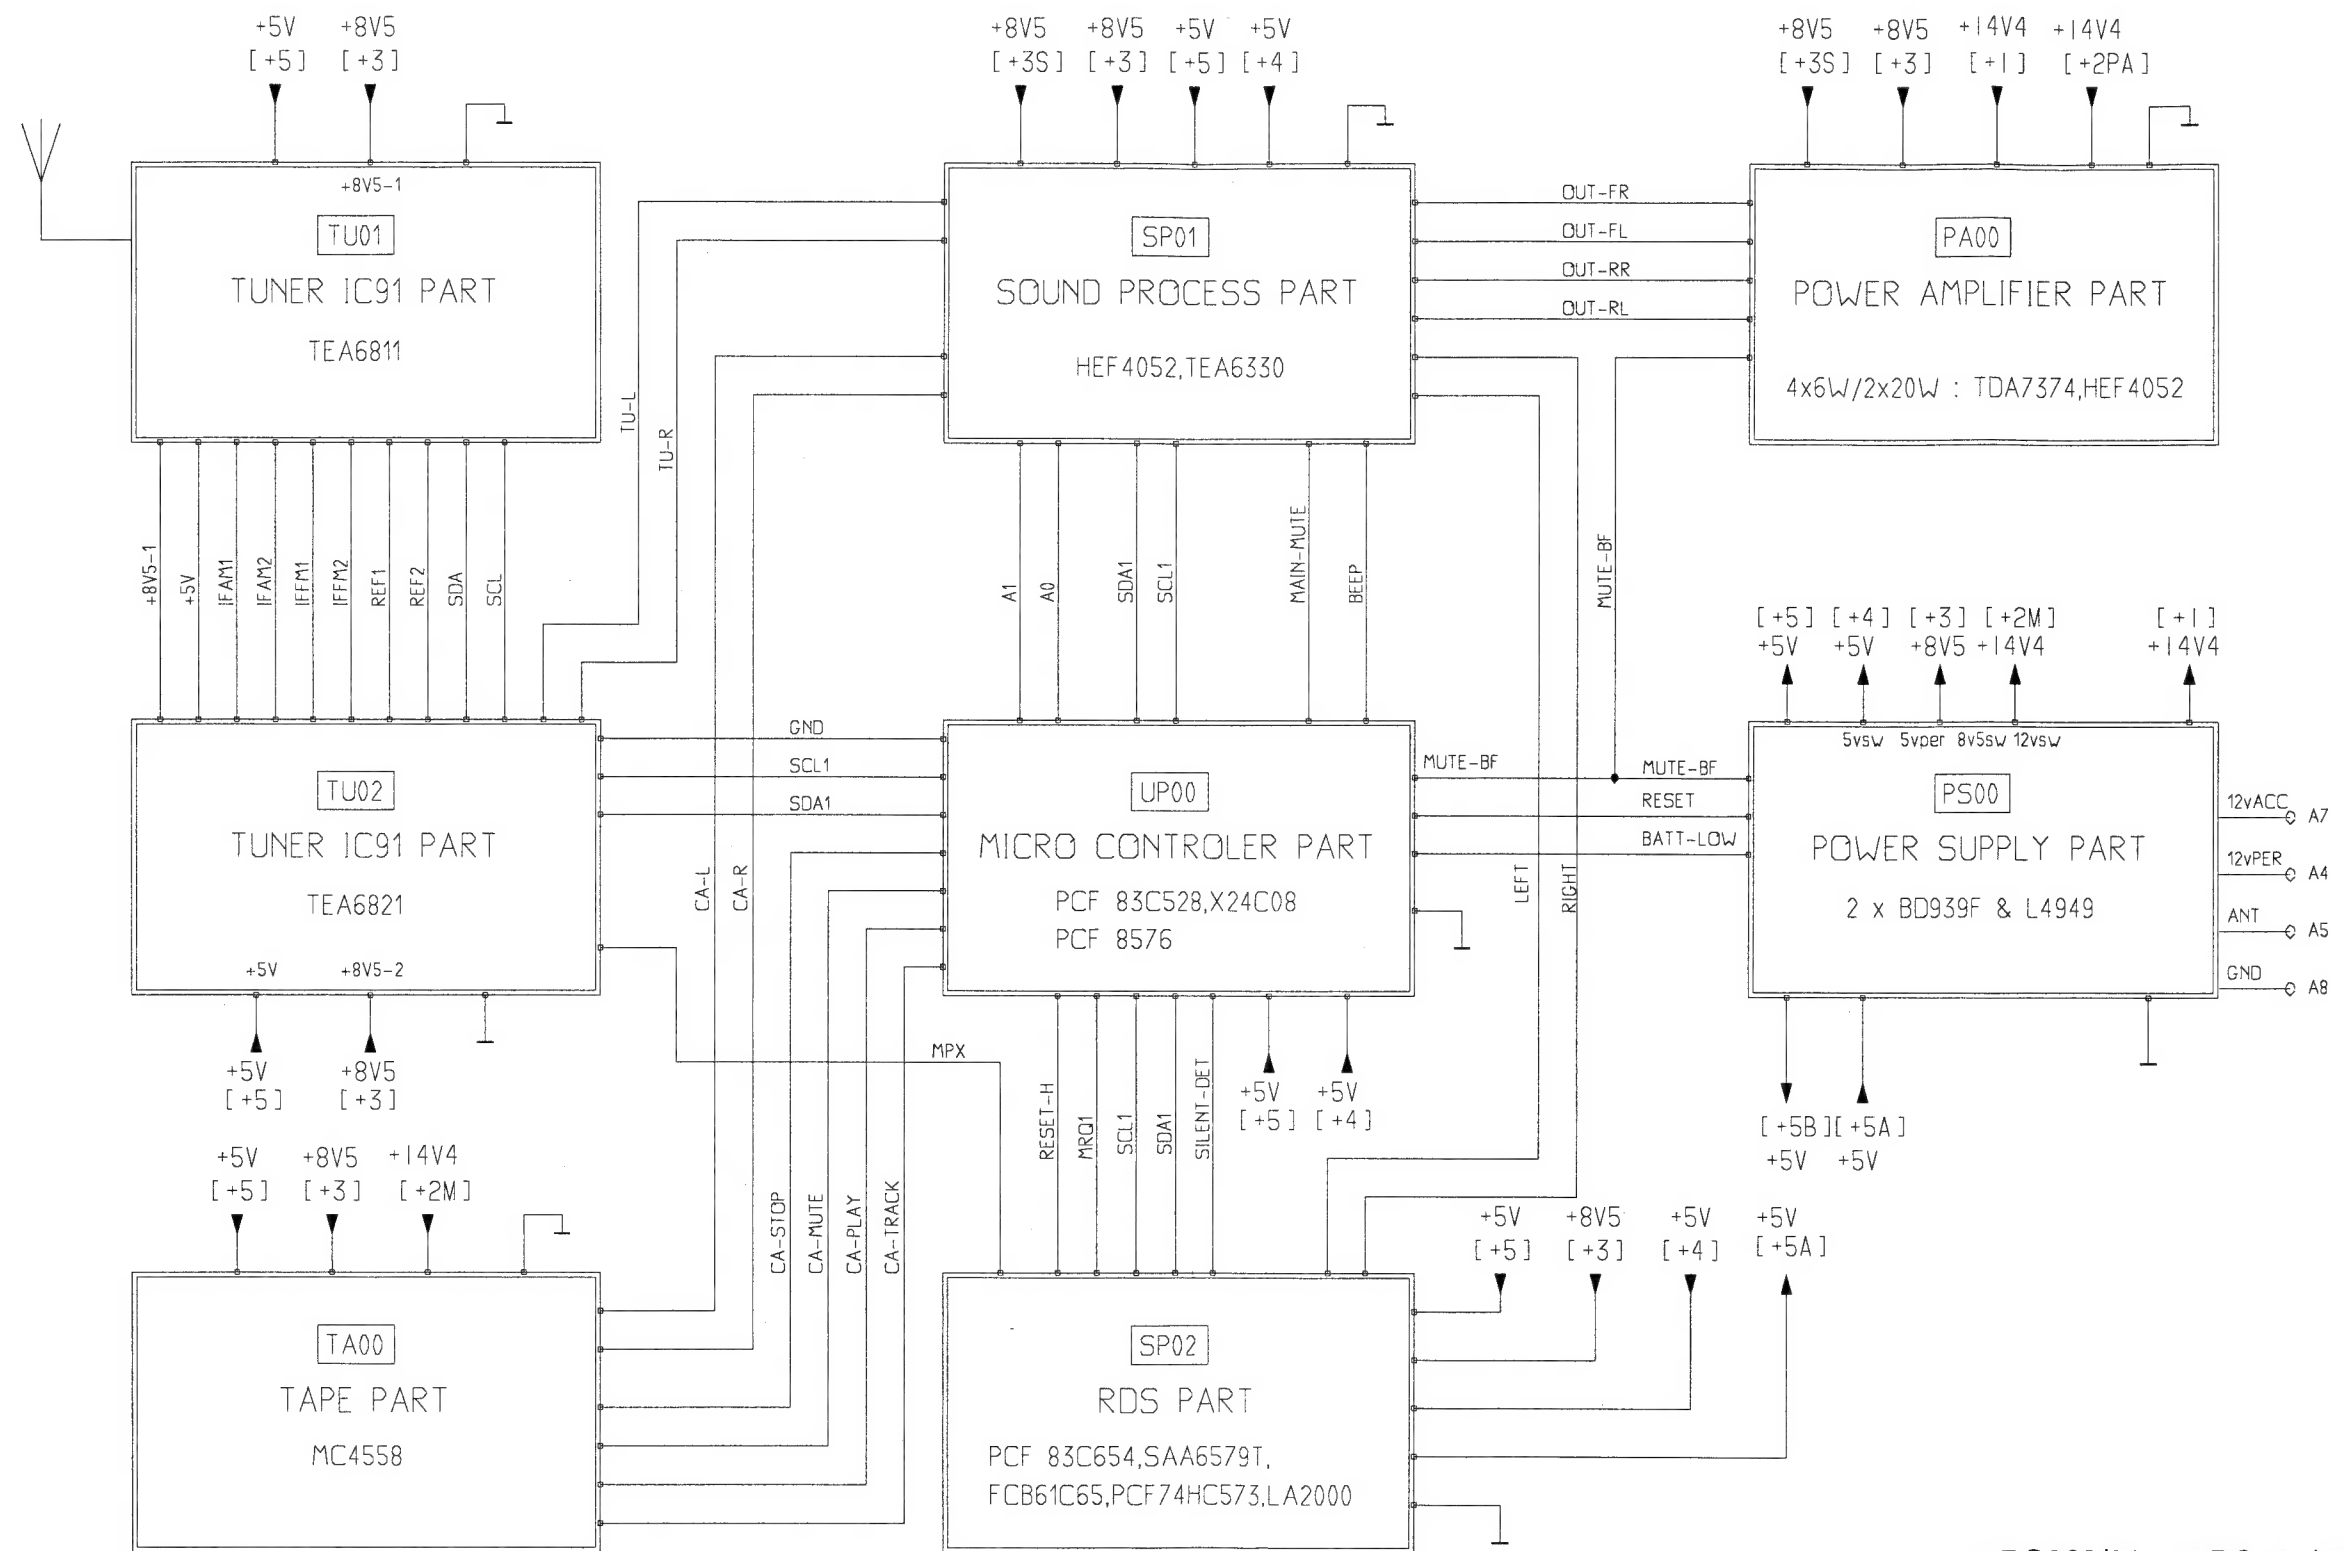 +5V +8V5
[+5] [+3]
+8V5 +8V5 +5V +5V
[+3S] [+3] [+5] [+4]
+8V5 +8V5 +14V4 +14V4
[+3S] [+3] [+1] [+2PA]
+8V5-1
TU01
TUNER IC91 PART
TEA6811
SP01
SOUND PROCESS PART
HEF4052,TEA6330
OUT-FR
OUT-FL
OUT-RR
OUT-RL
PA00
POWER AMPLIFIER PART
4x6W/2x20W : TDA7374,HEF4052
TU-L
TU-R
+8V5-1
+5V
IFAM1
IFAM2
IFFM1
IFFM2
REF1
REF2
SDA
SCL
A1
A0
SDA1
SCL1
MAIN-MUTE
BEEP
MUTE-BF
[+5] [+4] [+3] [+2M] [+1]
+5V +5V +8V5 +14V4 +14V4
5vsw 5vper 8v5sw 12vsw
GND
SCL1
SDA1
TU02
TUNER IC91 PART
TEA6821
+5V +8V5-2
+5V +8V5
[+5] [+3]
CA-L
CA-R
UP00
MICRO CONTROLER PART
PCF 83C528,X24C08
PCF 8576
MUTE-BF
MUTE-BF
RESET
BATT-LOW
LEFT
RIGHT
PS00
POWER SUPPLY PART
2 x BD939F & L4949
12vACC A7
12vPER A4
ANT A5
GND A8
[+5B] [+5A]
+5V +5V
MPX
RESET-H
MRQ1
SCL1
SDA1
SILENT-DET
+5V +5V
[+5] [+4]
+5V +8V5 +14V4
[+5] [+3] [+2M]
CA-STOP
CA-MUTE
CA-PLAY
CA-TRACK
TA00
TAPE PART
MC4558
SP02
RDS PART
PCF 83C654,SAA6579T,
FCB61C65,PCF74HC573,LA2000
+5V +8V5 +5V +5V
[+5] [+3] [+4] [+5A]